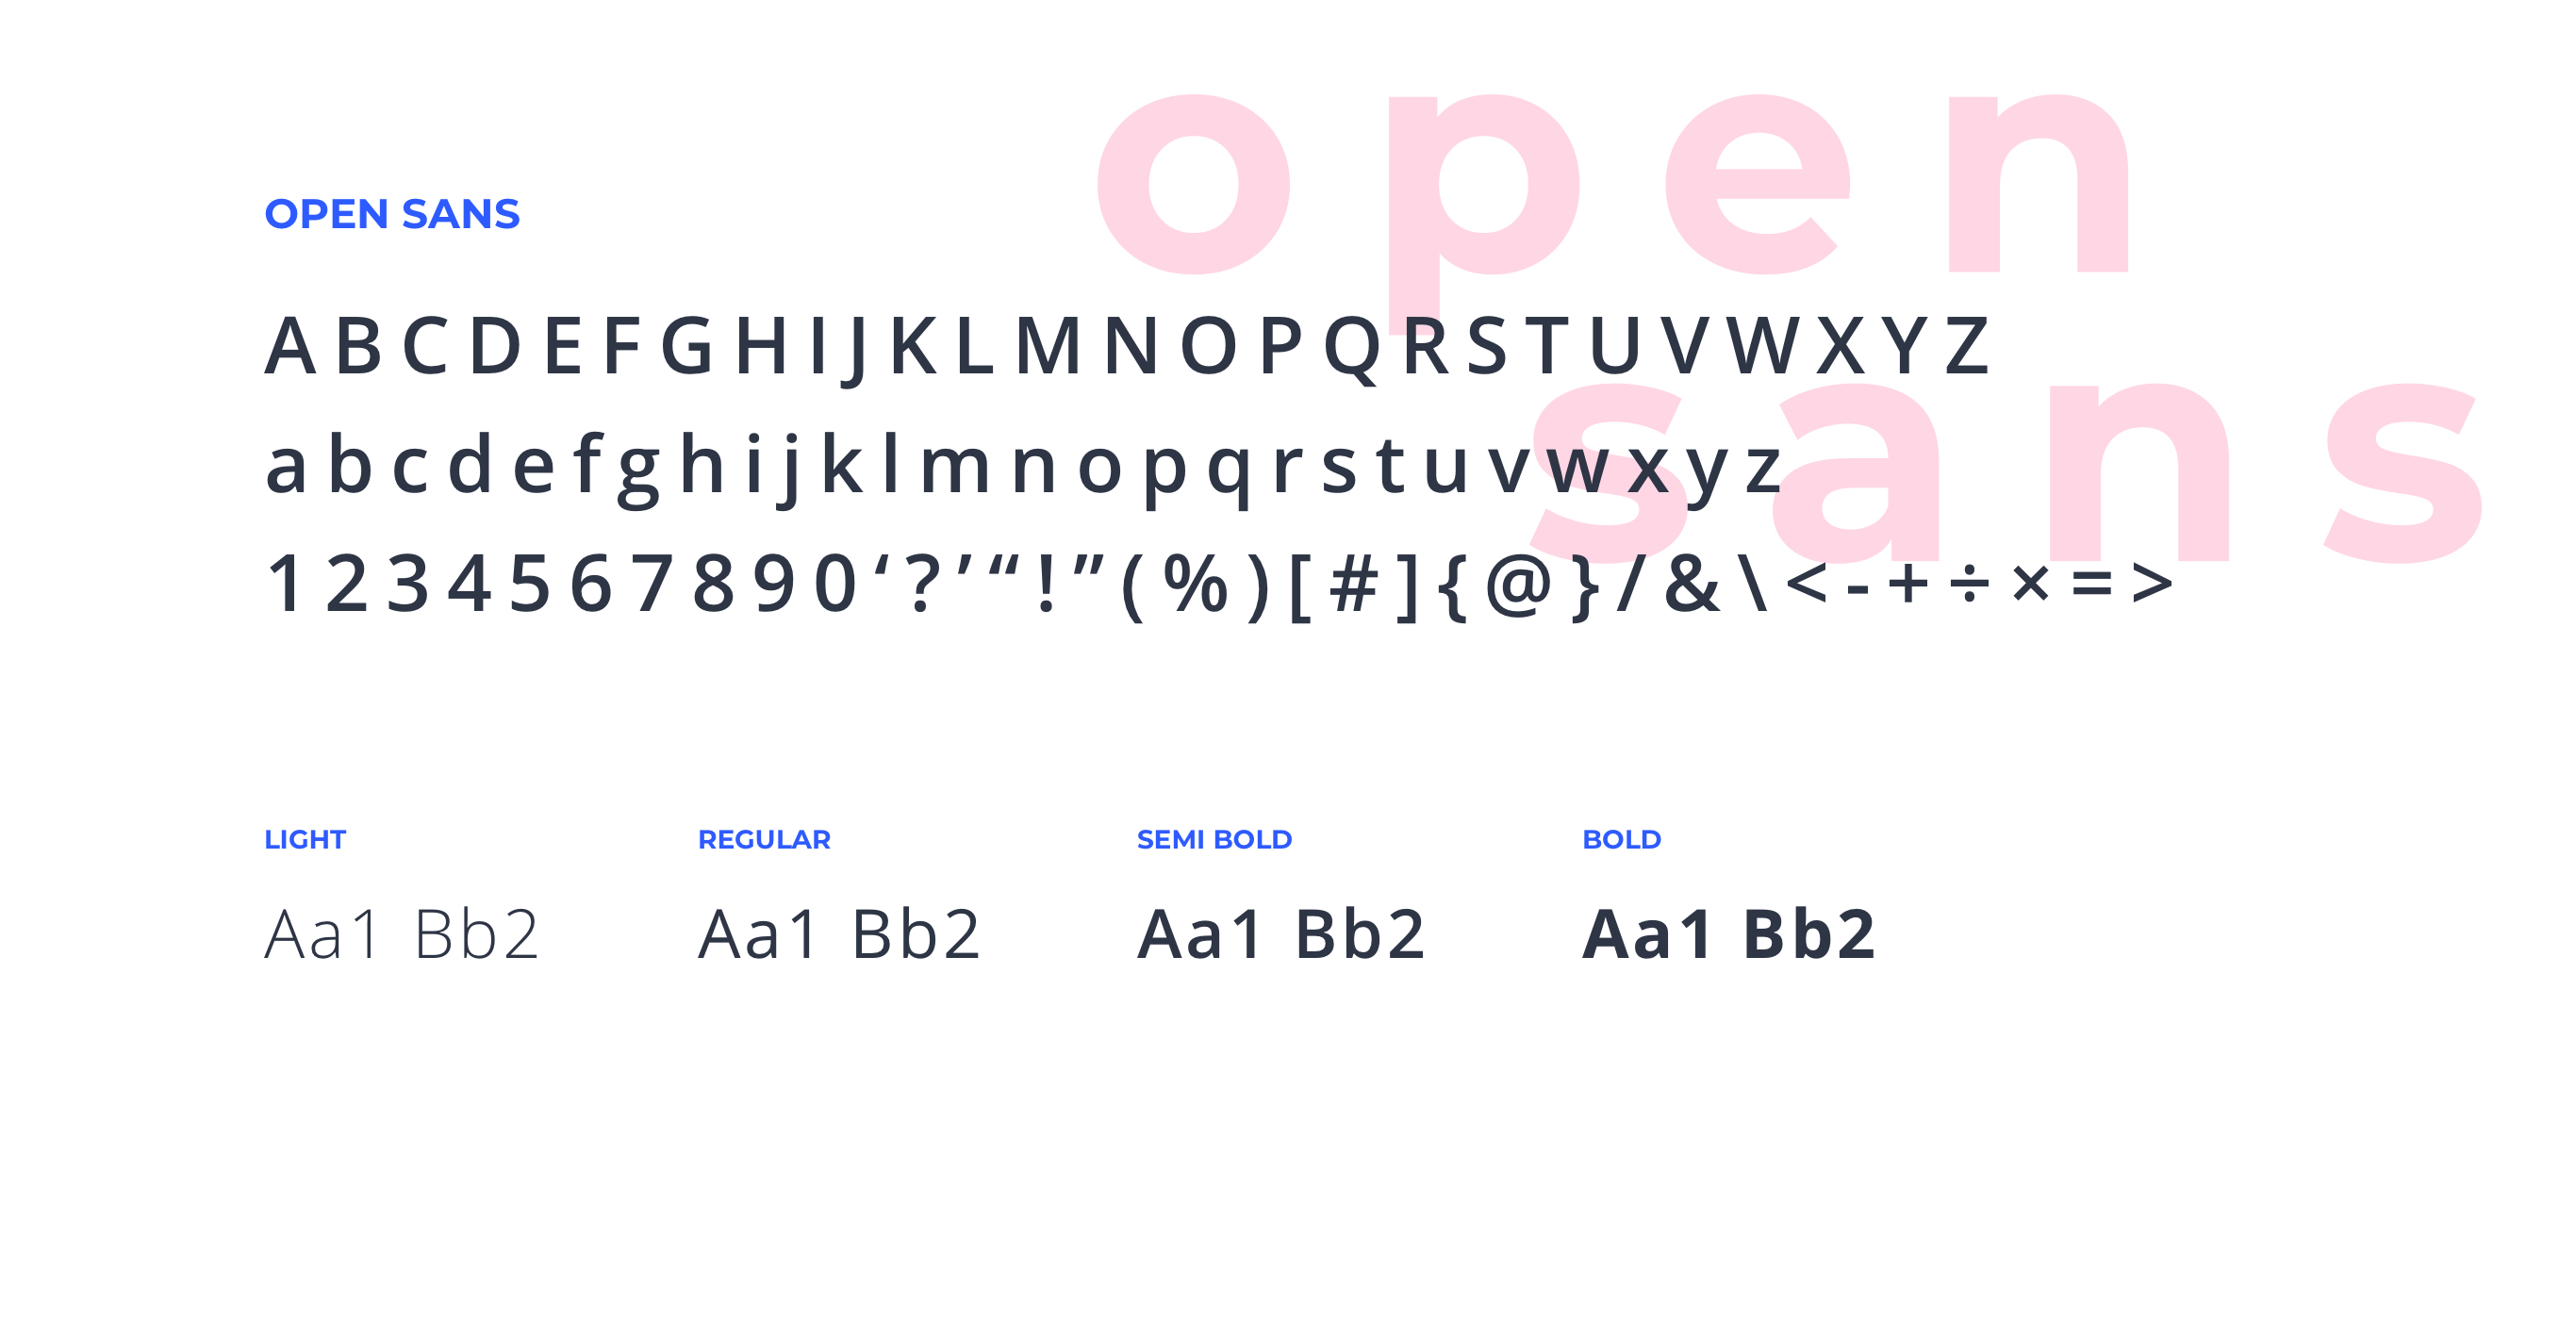 open
sans
OPEN SANS
A B C D E F G H I J K L M N O P Q R S T U V W X Y Z
a b c d e f g h i j k l m n o p q r s t u v w x y z
1 2 3 4 5 6 7 8 9 0 ‘ ? ’ “ ! ” ( % ) [ # ] { @ } / & \ < - + ÷ × = >
LIGHT REGULAR SEMI BOLD BOLD
Aa1 Bb2 Aa1 Bb2 Aa1 Bb2 Aa1 Bb2